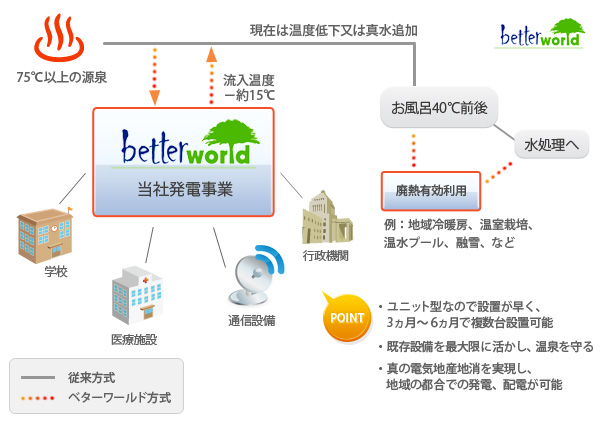 現在は温度低下又は真水追加
betterworld
75℃以上の源泉
流入温度
－約15℃
お風呂40℃前後
水処理へ
betterworld
当社発電事業
廃熱有効利用
例：地域冷暖房、温室栽培、
温水プール、融雪、など
学校
医療施設
通信設備
行政機関
POINT
・ユニット型なので設置が早く、
3ヵ月～6ヵ月で複数台設置可能
・既存設備を最大限に活かし、温泉を守る
・真の電気地産地消を実現し、
地域の都合での発電、配電が可能
従来方式
ベターワールド方式